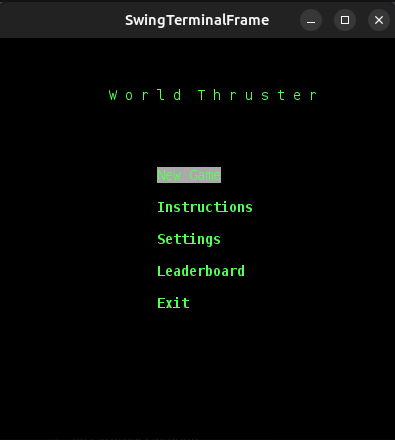 SwingTerminalFrame
W o r l d  T h r u s t e r
New Game
Instructions
Settings
Leaderboard
Exit